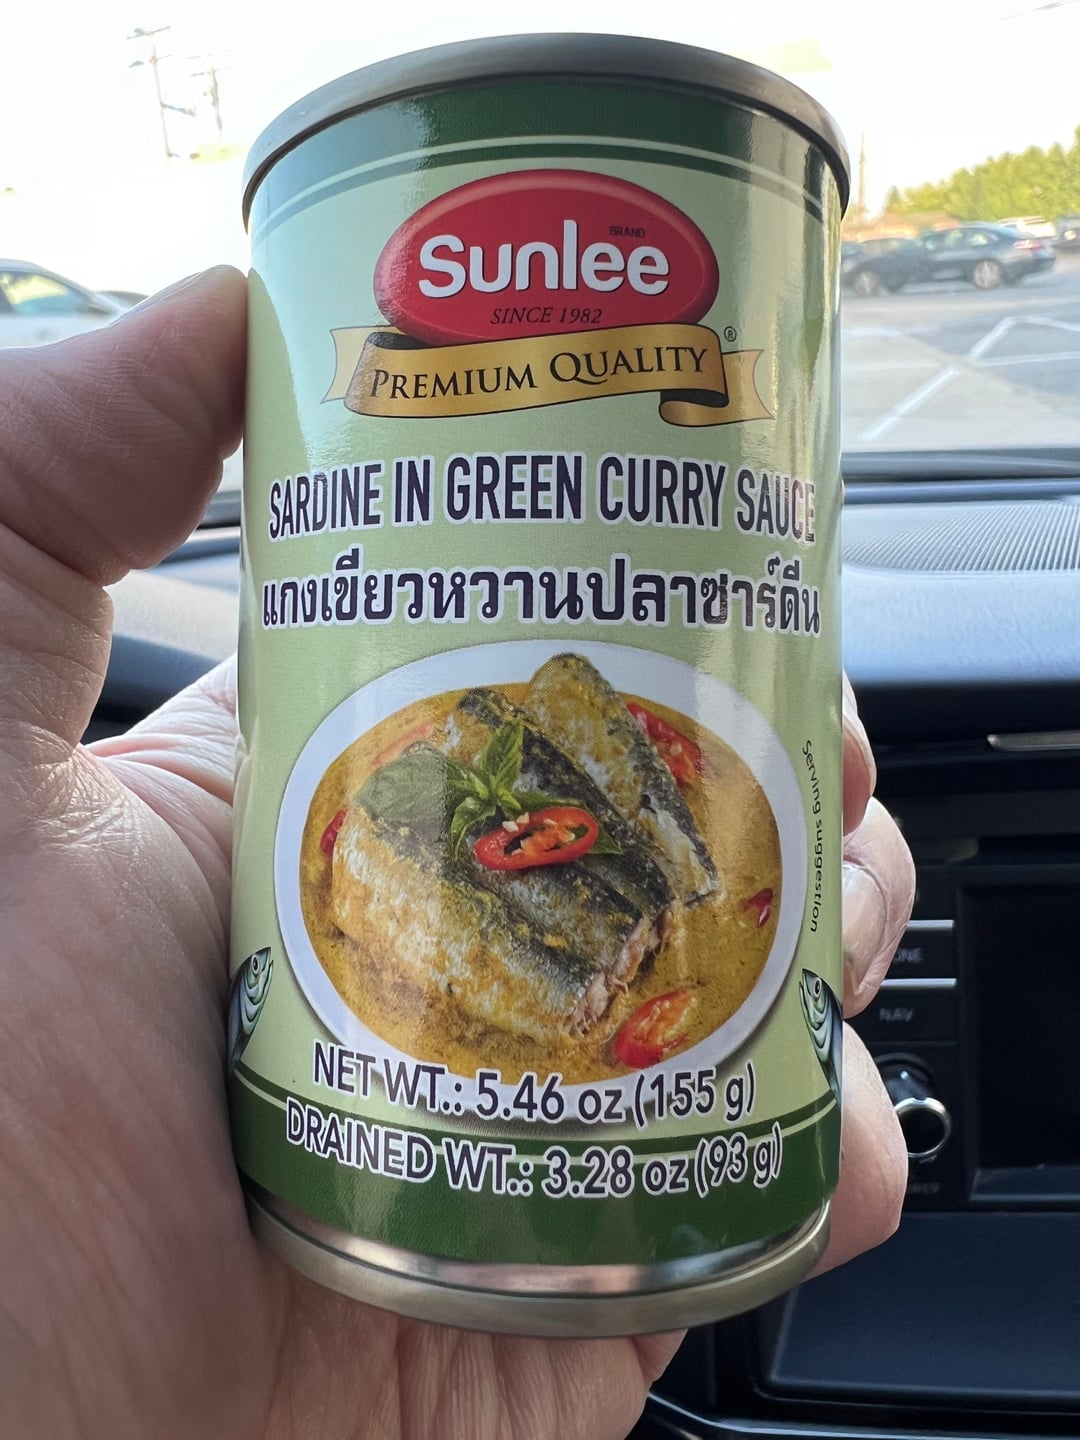 Sunlee
BRAND
SINCE 1982
®
PREMIUM QUALITY
SARDINE IN GREEN CURRY SAUCE
แกงเขียวหวานปลาซาร์ดีน
Serving suggestion
NET WT.: 5.46 oz (155 g)
DRAINED WT.: 3.28 oz (93 g)
NAV